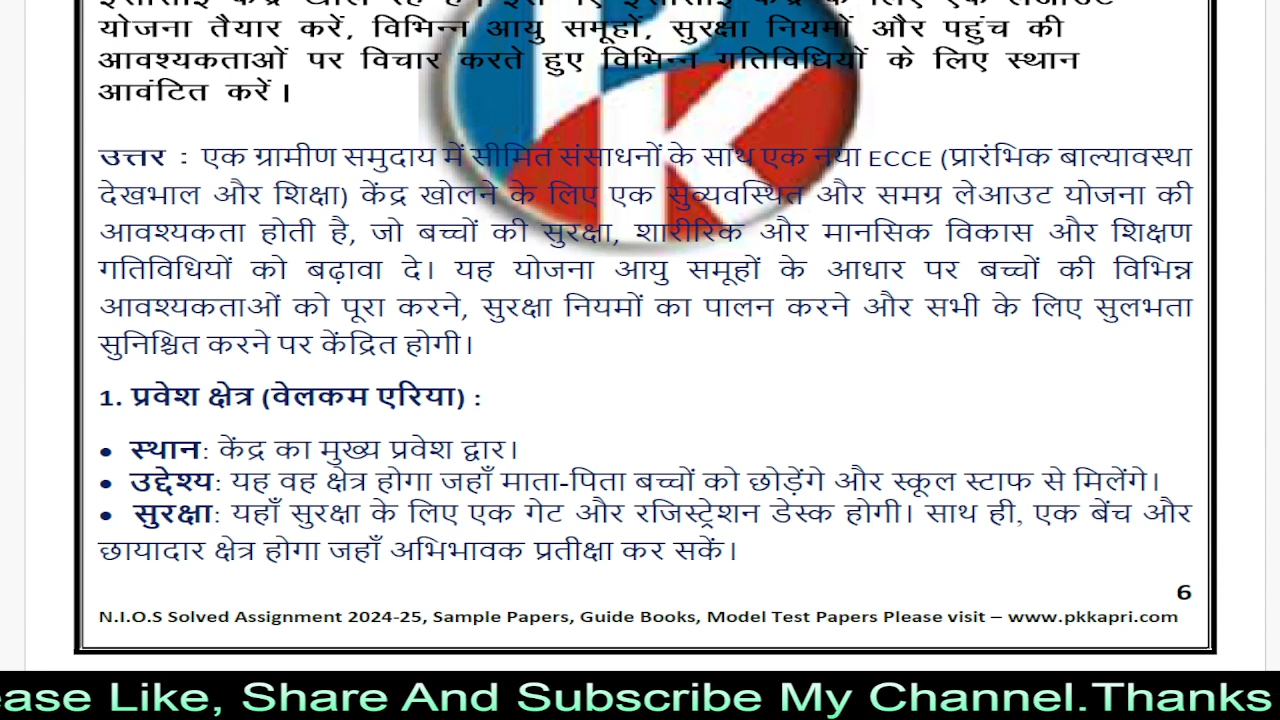 योजना तैयार करें, विभिन्न आयु समूहों, सुरक्षा नियमों और पहुंच की
आवश्यकताओं पर विचार करते हुए विभिन्न गतिविधियों के लिए स्थान
आवंटित करें।
उत्तर : एक ग्रामीण समुदाय में सीमित संसाधनों के साथ एक नया ECCE (प्रारंभिक बाल्यावस्था
देखभाल और शिक्षा) केंद्र खोलने के लिए एक सुव्यवस्थित और समग्र लेआउट योजना की
आवश्यकता होती है, जो बच्चों की सुरक्षा, शारीरिक और मानसिक विकास और शिक्षण
गतिविधियों को बढ़ावा दे। यह योजना आयु समूहों के आधार पर बच्चों की विभिन्न
आवश्यकताओं को पूरा करने, सुरक्षा नियमों का पालन करने और सभी के लिए सुलभता
सुनिश्चित करने पर केंद्रित होगी।
1. प्रवेश क्षेत्र (वेलकम एरिया) :
• स्थान: केंद्र का मुख्य प्रवेश द्वार।
• उद्देश्य: यह वह क्षेत्र होगा जहाँ माता-पिता बच्चों को छोड़ेंगे और स्कूल स्टाफ से मिलेंगे।
• सुरक्षा: यहाँ सुरक्षा के लिए एक गेट और रजिस्ट्रेशन डेस्क होगी। साथ ही, एक बेंच और
छायादार क्षेत्र होगा जहाँ अभिभावक प्रतीक्षा कर सकें।
6
N.I.O.S Solved Assignment 2024-25, Sample Papers, Guide Books, Model Test Papers Please visit – www.pkkapri.com
ease Like, Share And Subscribe My Channel.Thanks